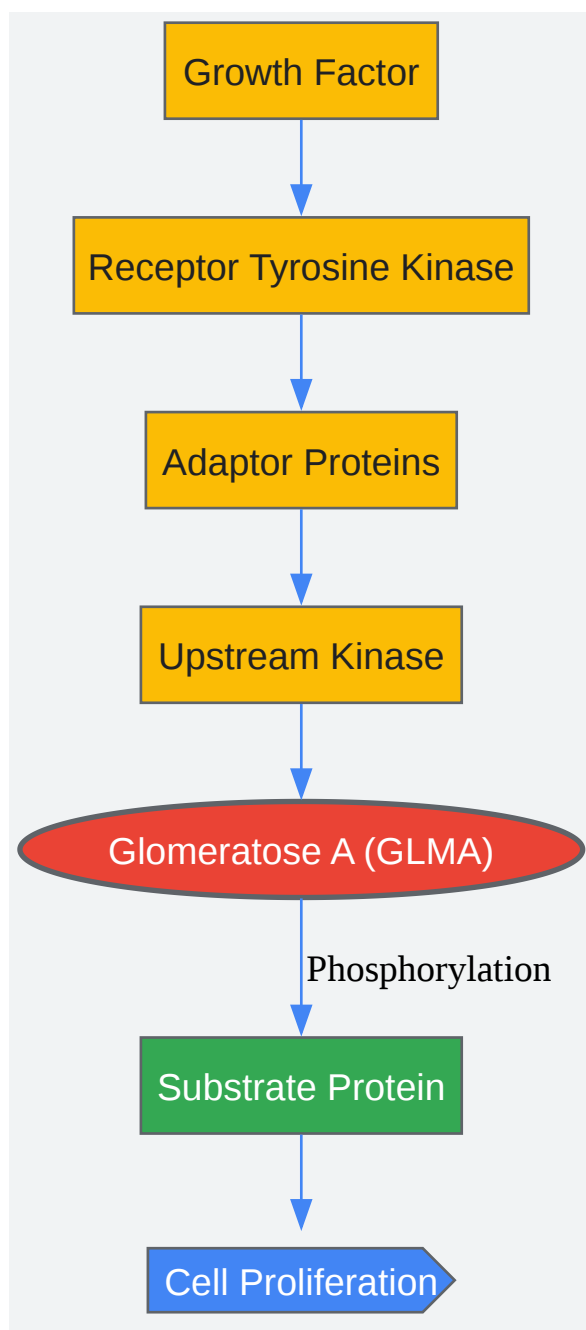 Growth Factor
Receptor Tyrosine Kinase
Adaptor Proteins
Upstream Kinase
Glomeratose A (GLMA)
Phosphorylation
Substrate Protein
Cell Proliferation